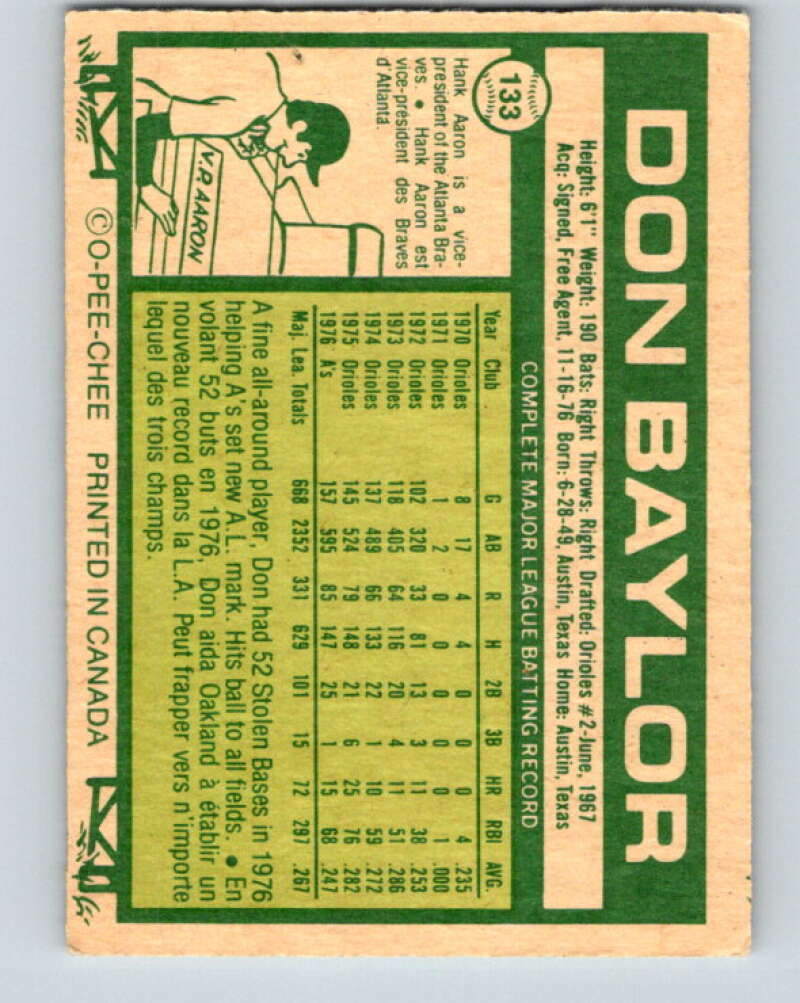 133
DON BAYLOR
Height: 6'1" Weight: 190 Bats: Right Throws: Right Drafted: Orioles #2-June, 1967
Acq: Signed, Free Agent, 11-16-76 Born: 6-28-49, Austin, Texas Home: Austin, Texas
COMPLETE MAJOR LEAGUE BATTING RECORD
Hank Aaron is a vice-
president of the Atlanta Bra-
ves. ● Hank Aaron est
vice-président des Braves
d'Atlanta.
V.P. AARON
Year Club G AB R H 2B 3B HR RBI AVG.
1970 Orioles 8 17 4 4 0 0 0 4 .235
1971 Orioles 1 2 0 0 0 0 0 1 .000
1972 Orioles 102 320 33 81 13 3 11 38 .253
1973 Orioles 118 405 64 116 20 4 11 51 .286
1974 Orioles 137 489 66 133 22 1 10 59 .272
1975 Orioles 145 524 79 148 21 6 25 76 .282
1976 A's 157 595 85 147 25 1 15 68 .247
Maj. Lea. Totals 668 2352 331 629 101 15 72 297 .267
A fine all-around player, Don had 52 Stolen Bases in 1976
helping A's set new A.L. mark. Hits ball to all fields. ● En
volant 52 buts en 1976, Don aida Oakland à établir un
nouveau record dans la L.A. Peut frapper vers n'importe
lequel des trois champs.
©O-PEE-CHEE PRINTED IN CANADA